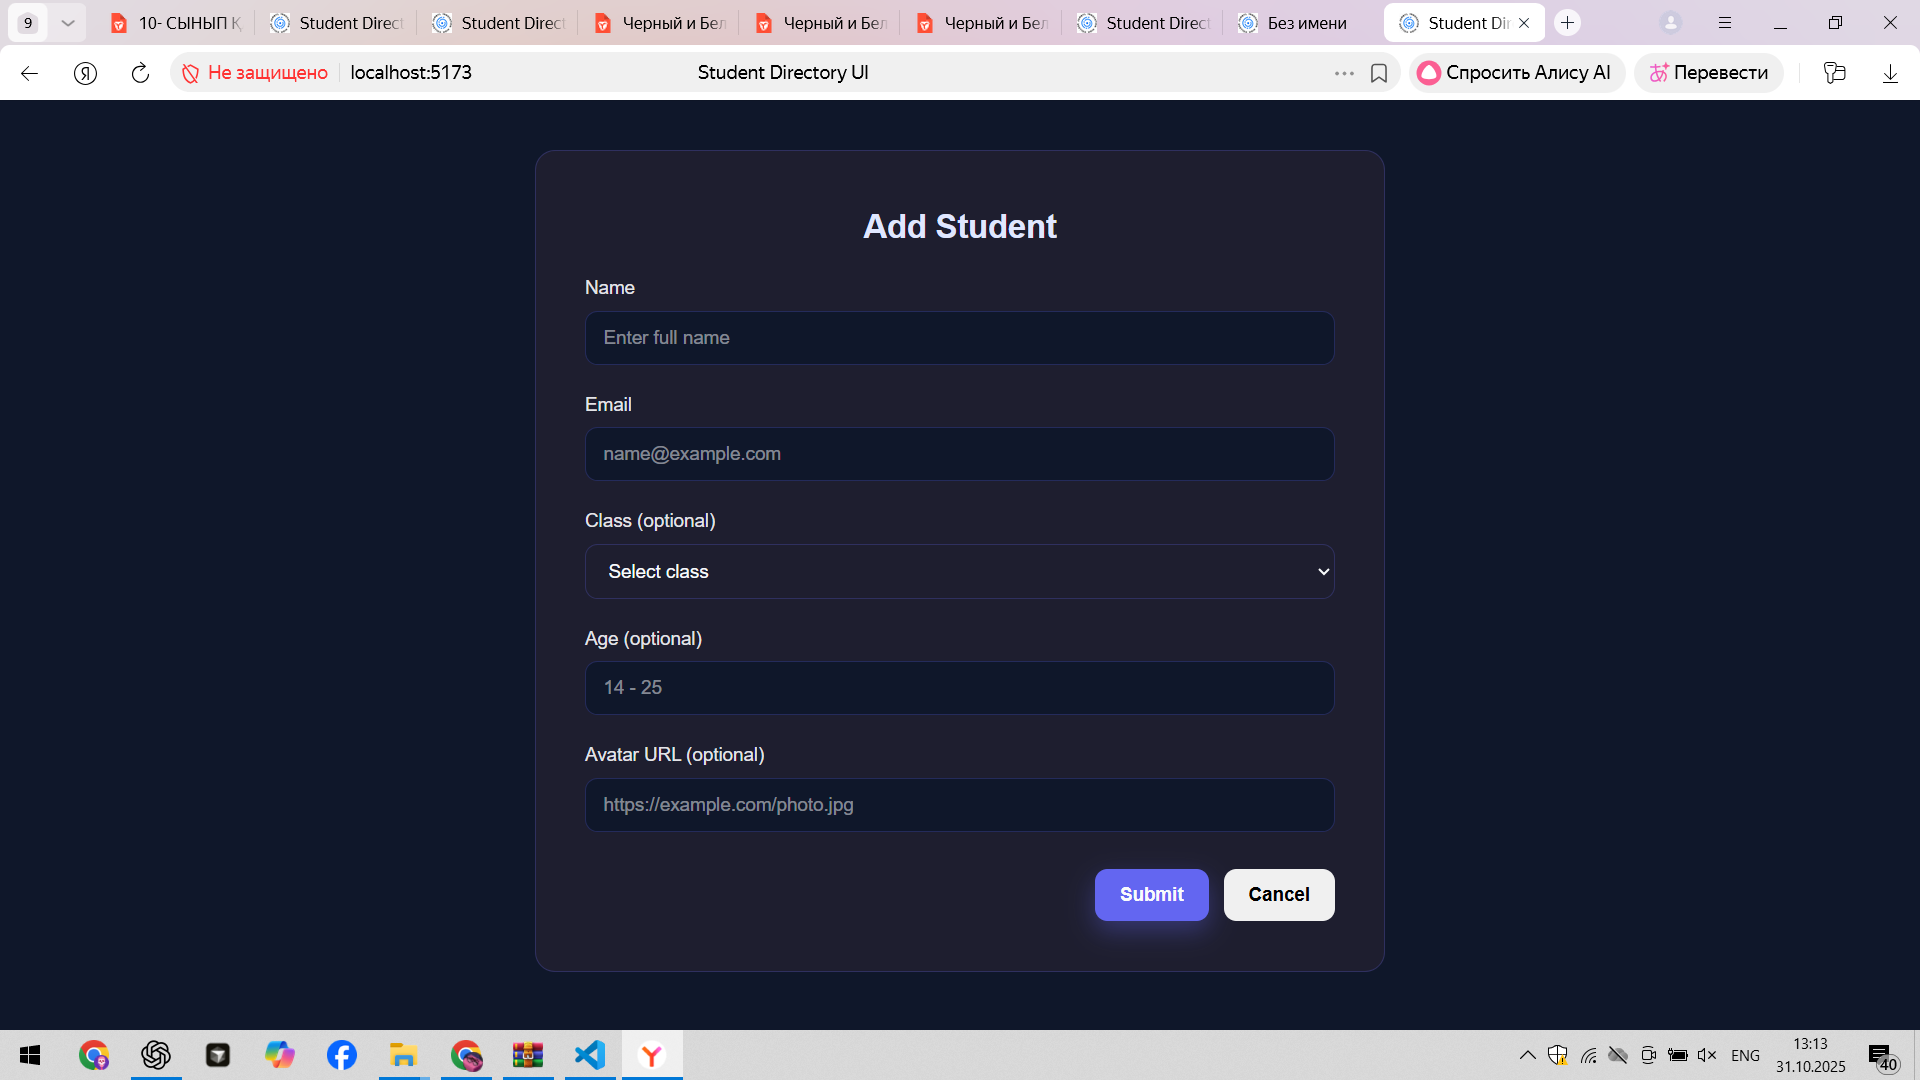 9
10- СЫНЫП Қ
Student Direct
Student Direct
Черный и Бел
Черный и Бел
Черный и Бел
Student Direct
Без имени
Student Dir
Не защищено
localhost:5173
Student Directory UI
Спросить Алису AI
Перевести
Add Student
Name
Enter full name
Email
name@example.com
Class (optional)
Select class
Age (optional)
14 - 25
Avatar URL (optional)
https://example.com/photo.jpg
Submit
Cancel
ENG
13:13
31.10.2025
40